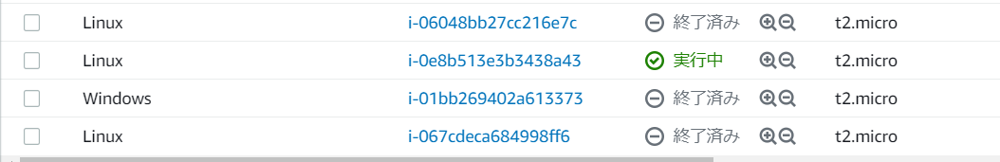 Linux i-06048bb27cc216e7c 終了済み t2.micro
Linux i-0e8b513e3b3438a43 実行中 t2.micro
Windows i-01bb269402a613373 終了済み t2.micro
Linux i-067cdeca684998ff6 終了済み t2.micro